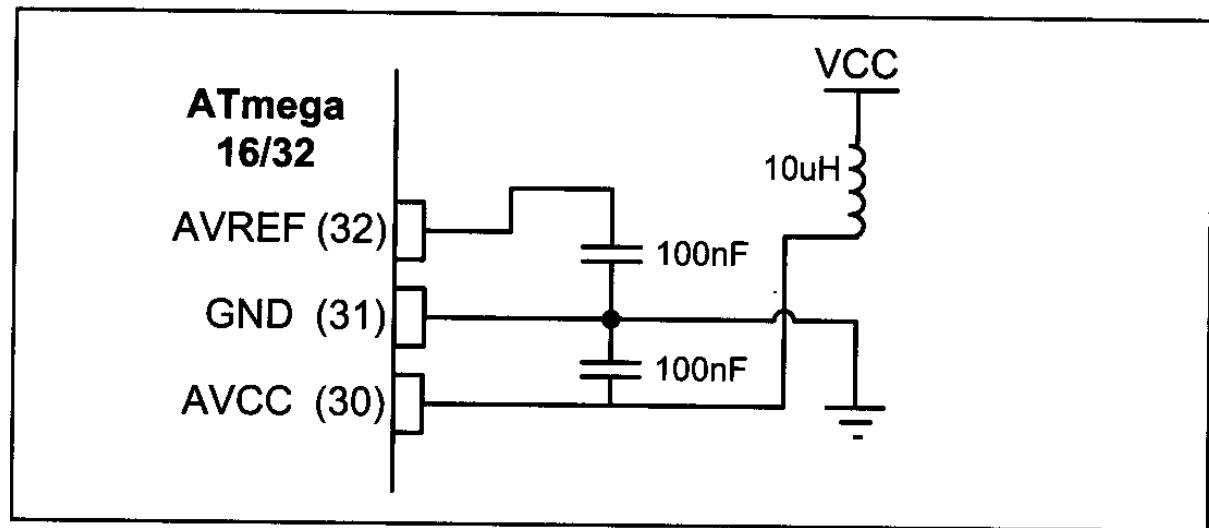 ATmega
16/32
VCC
10uH
AVREF (32)
100nF
GND (31)
100nF
AVCC (30)